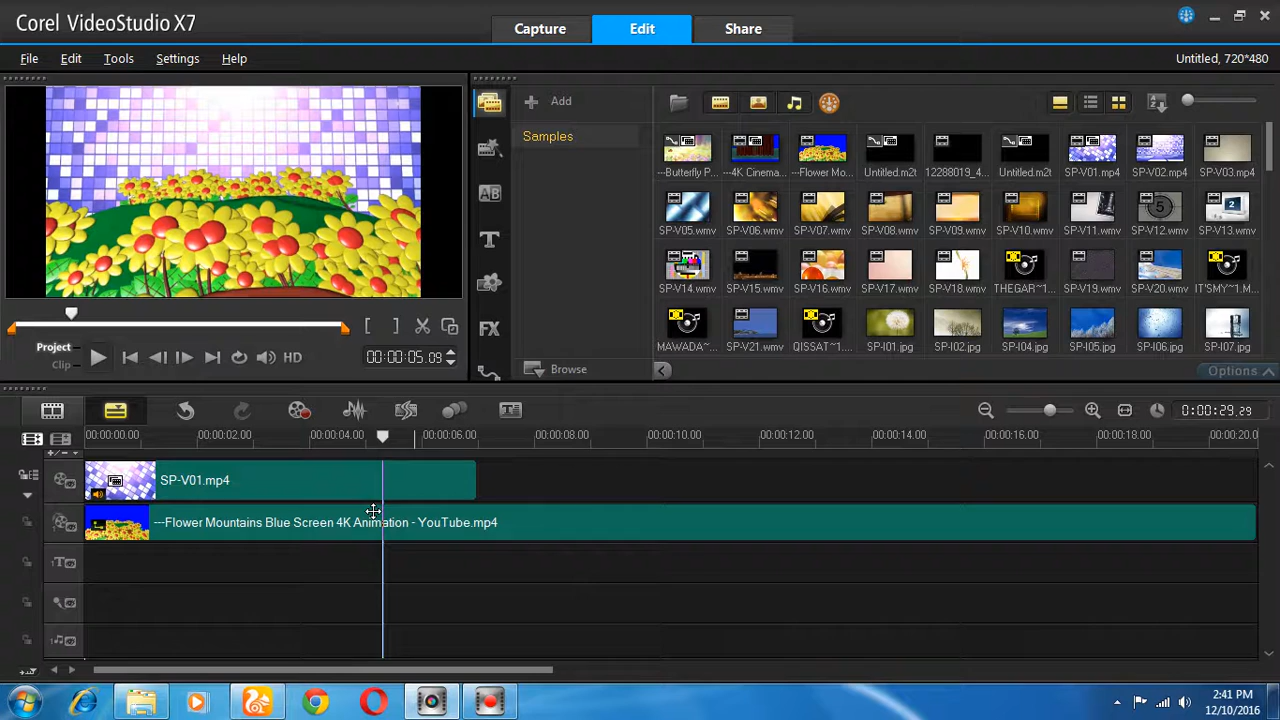 Corel VideoStudio X7
Capture
Edit
Share
File
Edit
Tools
Settings
Help
Untitled, 720*480
Add
Samples
Browse
AB
T
FX
---Butterfly P...
---4K Cinema...
---Flower Mo...
Untitled.m2t
12288019_4...
Untitled.m2t
SP-V01.mp4
SP-V02.mp4
SP-V03.mp4
SP-V05.wmv
SP-V06.wmv
SP-V07.wmv
SP-V08.wmv
SP-V09.wmv
SP-V10.wmv
SP-V11.wmv
SP-V12.wmv
SP-V13.wmv
SP-V14.wmv
SP-V15.wmv
SP-V16.wmv
SP-V17.wmv
SP-V18.wmv
THEGAR~1...
SP-V19.wmv
SP-V20.wmv
IT'SMY~1.M...
MAWADA~...
SP-V21.wmv
QISSAT~1...
SP-I01.jpg
SP-I02.jpg
SP-I04.jpg
SP-I05.jpg
SP-I06.jpg
SP-I07.jpg
Options
Project
Clip
HD
00:00:05.09
0:00:29.29
00:00:00.00
00:00:02.00
00:00:04.00
00:00:06.00
00:00:08.00
00:00:10.00
00:00:12.00
00:00:14.00
00:00:16.00
00:00:18.00
00:00:20.0
SP-V01.mp4
---Flower Mountains Blue Screen 4K Animation - YouTube.mp4
2:41 PM
12/10/2016